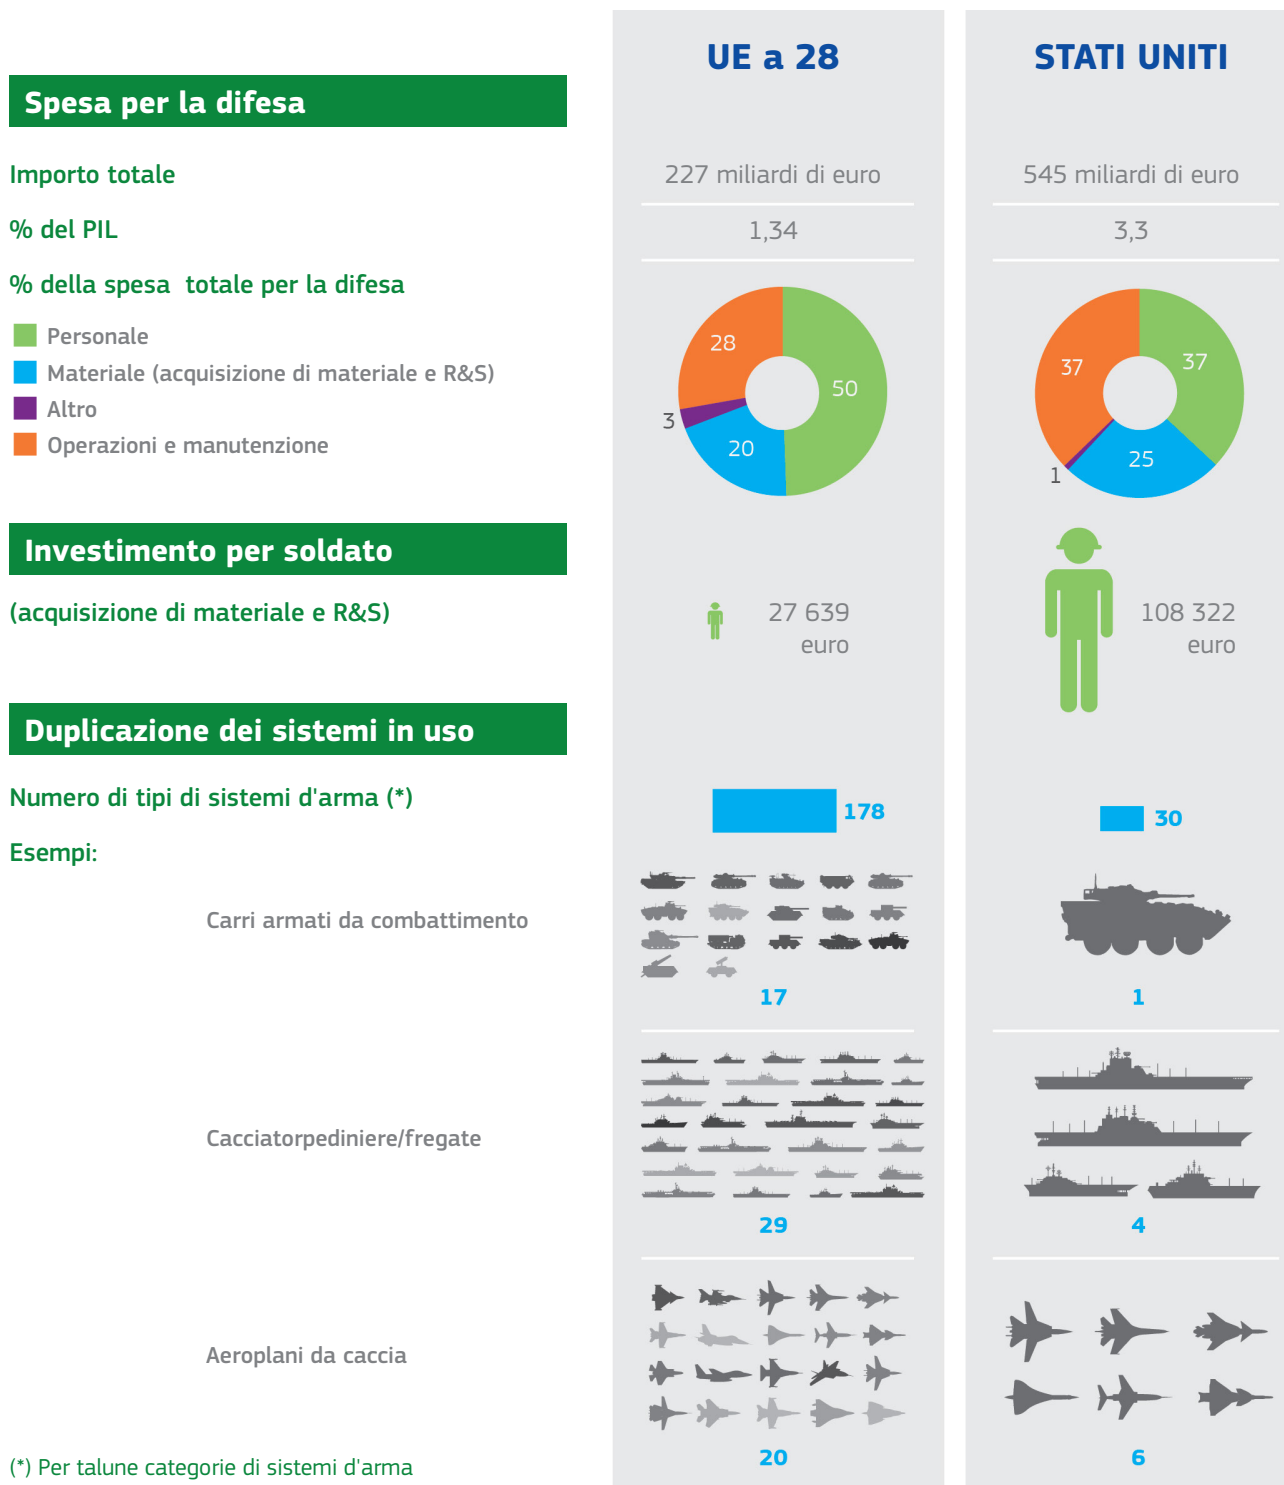 UE a 28
STATI UNITI
Spesa per la difesa
Importo totale
227 miliardi di euro
545 miliardi di euro
% del PIL
1,34
3,3
% della spesa totale per la difesa
Personale
Materiale (acquisizione di materiale e R&S)
Altro
Operazioni e manutenzione
28
50
3
20
37
37
25
1
Investimento per soldato
(acquisizione di materiale e R&S)
27 639
euro
108 322
euro
Duplicazione dei sistemi in uso
Numero di tipi di sistemi d'arma (*)
178
30
Esempi:
Carri armati da combattimento
17
1
Cacciatorpediniere/fregate
29
4
Aeroplani da caccia
20
6
(*) Per talune categorie di sistemi d'arma